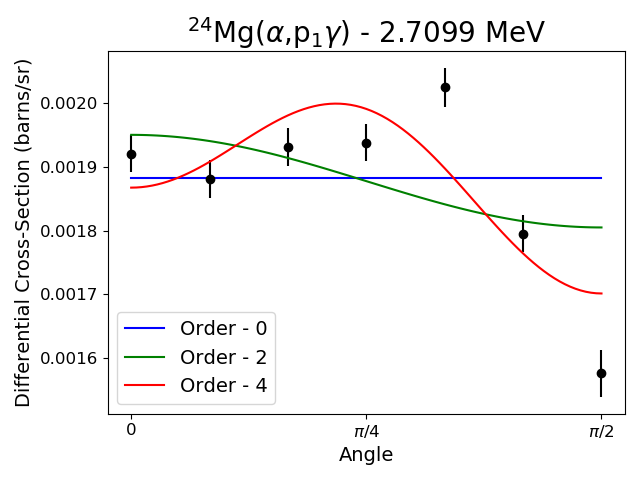 ²⁴Mg(α,p₁γ) - 2.7099 MeV
Differential Cross-Section (barns/sr)
0.0020
0.0019
0.0018
0.0017
0.0016
Order - 0
Order - 2
Order - 4
0 π/4 π/2
Angle